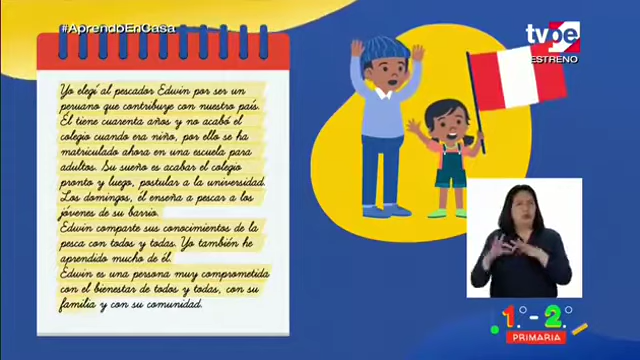 #AprendoEnCasa
tvpe
ESTRENO
Yo elegí al pescador Edwin por ser un
peruano que contribuye con nuestro país.
Él tiene cuarenta años y no acabó el
colegio cuando era niño, por ello se ha
matriculado ahora en una escuela para
adultos. Su sueño es acabar el colegio
pronto y luego, postular a la universidad.
Los domingos, el enseña a pescar a los
jóvenes de su barrio.
Edwin comparte sus conocimientos de la
pesca con todos y todas. Yo también he
aprendido mucho de él.
Edwin es una persona muy comprometida
con el bienestar de todos y todas, con su
familia y con su comunidad.
1.° - 2.°
PRIMARIA